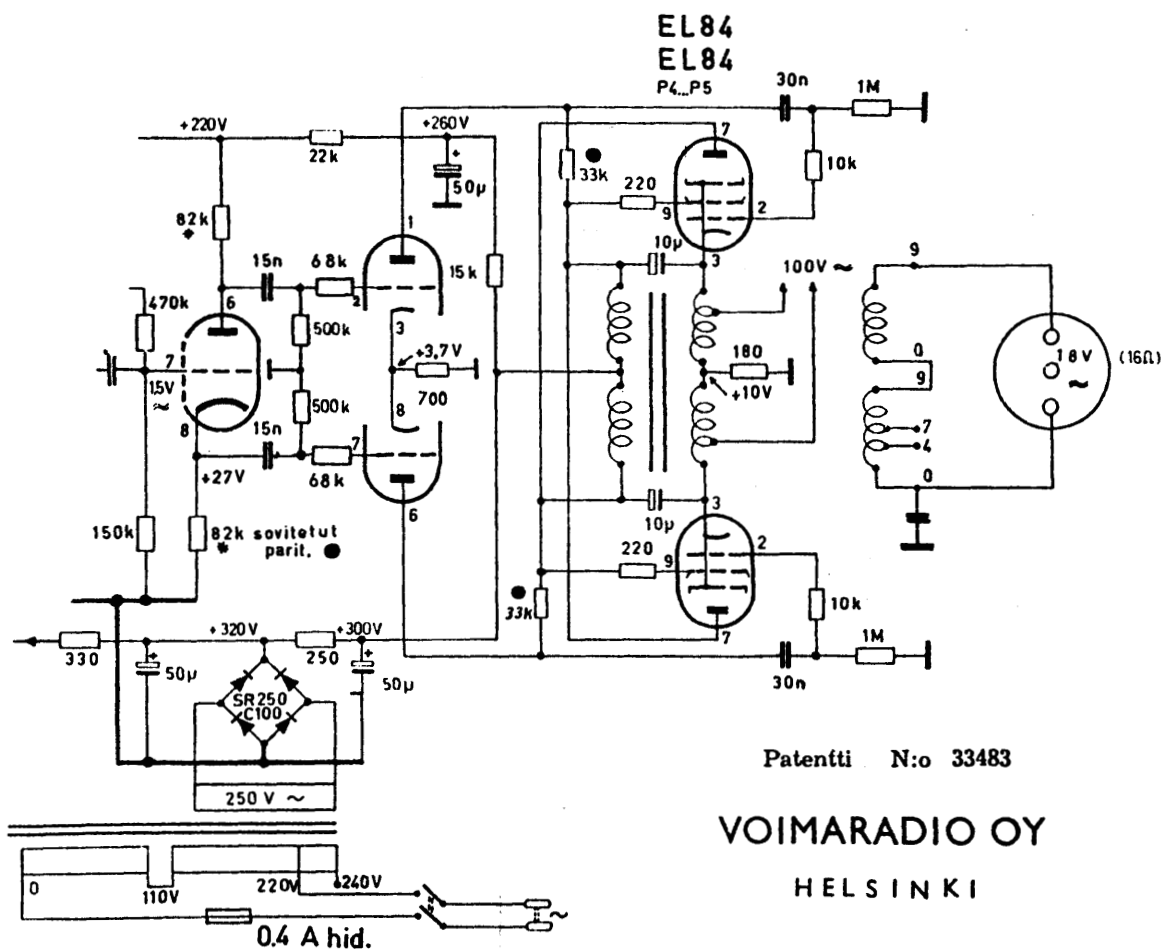 EL84
EL84
P4...P5
30n
1M
+220V
+260V
22k
50µ
7
33k
220
10k
9
2
82k
*
1
15n
68k
15k
10µ
3
100V ~
9
470k
6
2
500k
3
+3,7V
180
0
18V
~
(16Ω)
7
1,5V
≈
700
+10V
9
500k
8
8
15n
7
7
4
+27V
68k
0
6
10µ
3
150k
82k sovitetut
* parit.
220
9
2
33k
10k
7
+320V
+300V
1M
330
250
30n
50µ
50µ
SR250
C100
Patentti N:o 33483
250 V ~
VOIMARADIO OY
HELSINKI
0
110V
220V
240V
~
0.4 A hid.